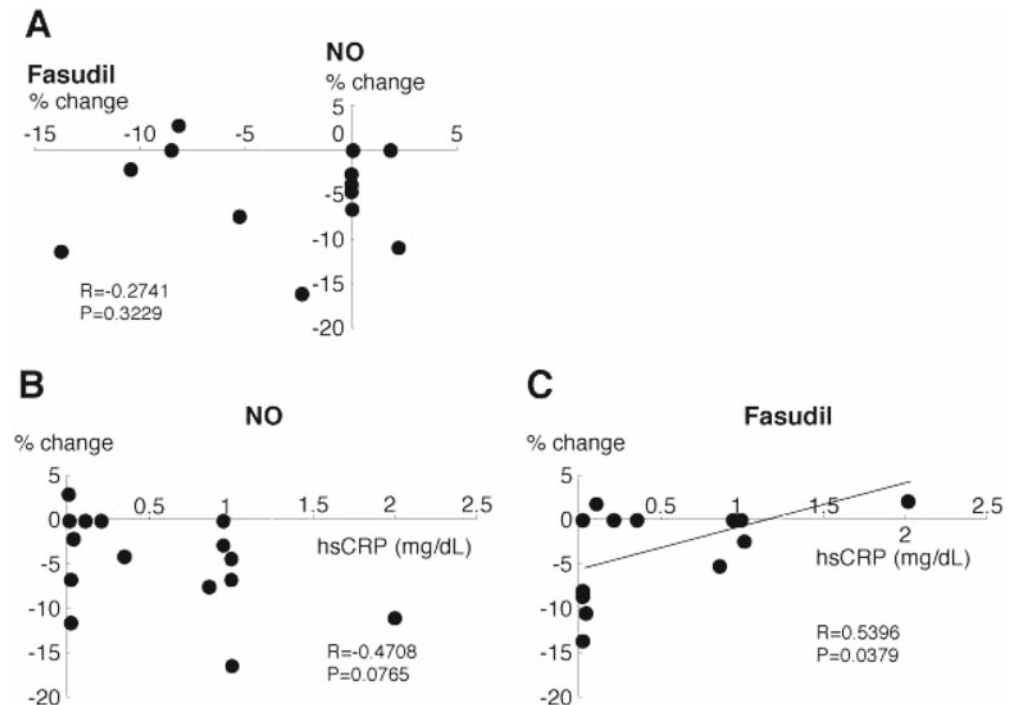 A
NO
% change
Fasudil
% change
5
-15 -10 -5 0 5
-5
-10
-15
-20
R=-0.2741
P=0.3229
B
NO
% change
5
0.5 1 1.5 2 2.5
0
hsCRP (mg/dL)
-5
-10
-15
-20
R=-0.4708
P=0.0765
C
Fasudil
% change
5
0.5 1 1.5 2.5
0
2
hsCRP (mg/dL)
-5
-10
-15
-20
R=0.5396
P=0.0379